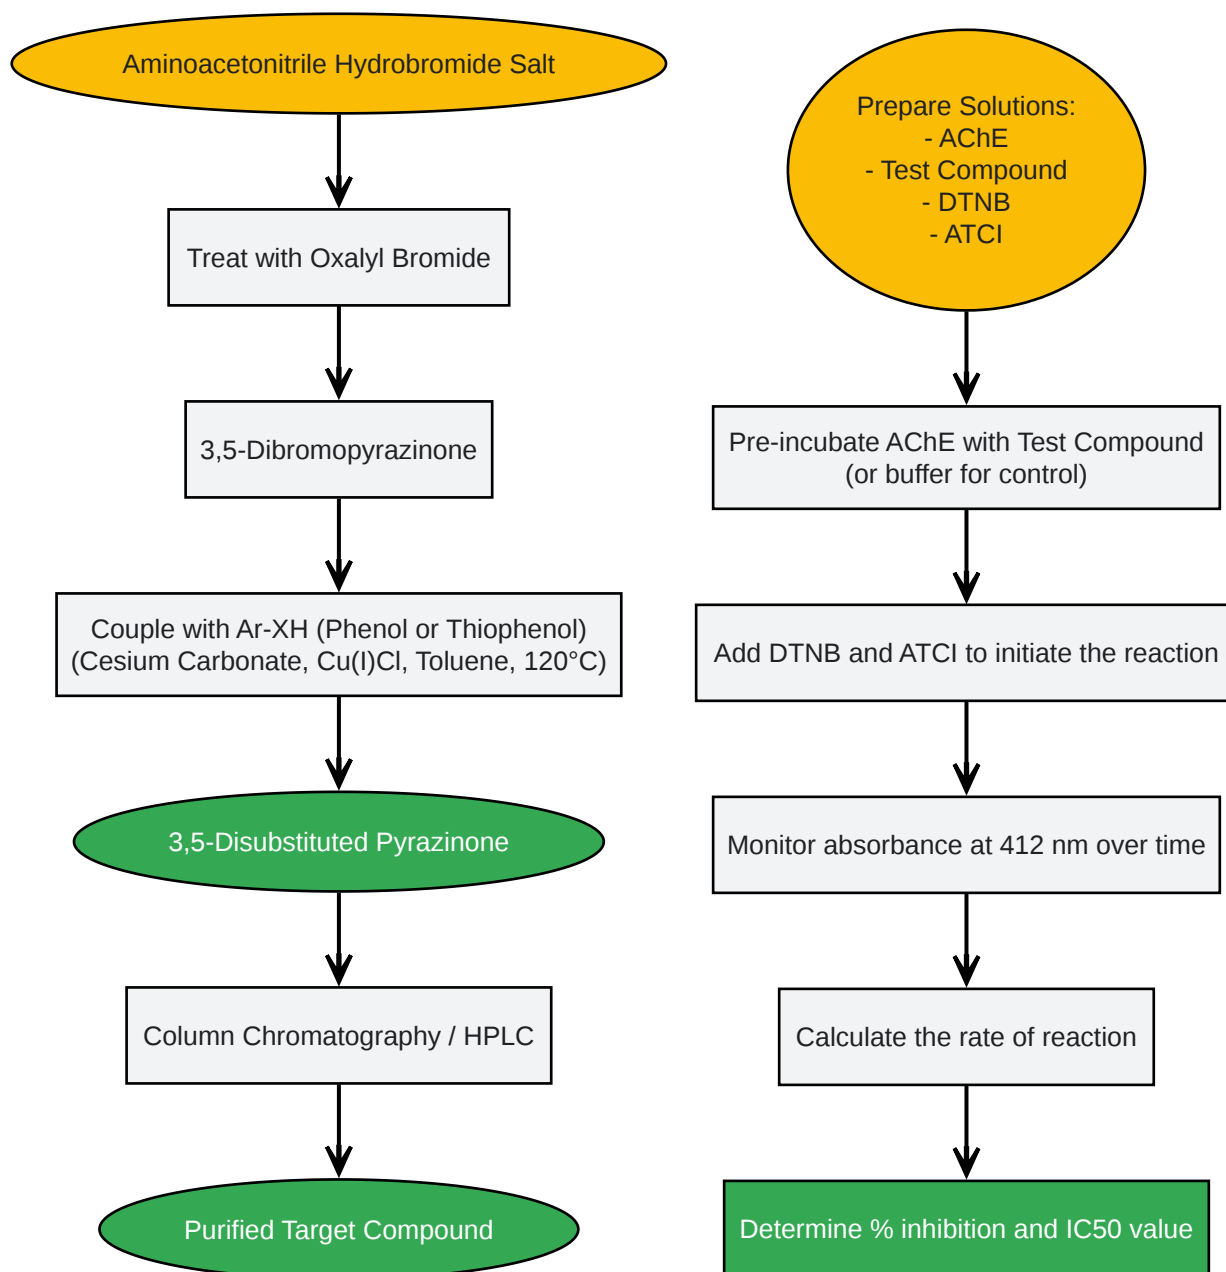 Aminoacetonitrile Hydrobromide Salt
Treat with Oxalyl Bromide
3,5-Dibromopyrazinone
Couple with Ar-XH (Phenol or Thiophenol)
(Cesium Carbonate, Cu(I)Cl, Toluene, 120°C)
3,5-Disubstituted Pyrazinone
Column Chromatography / HPLC
Purified Target Compound
Prepare Solutions:
- AChE
- Test Compound
- DTNB
- ATCI
Pre-incubate AChE with Test Compound
(or buffer for control)
Add DTNB and ATCI to initiate the reaction
Monitor absorbance at 412 nm over time
Calculate the rate of reaction
Determine % inhibition and IC50 value